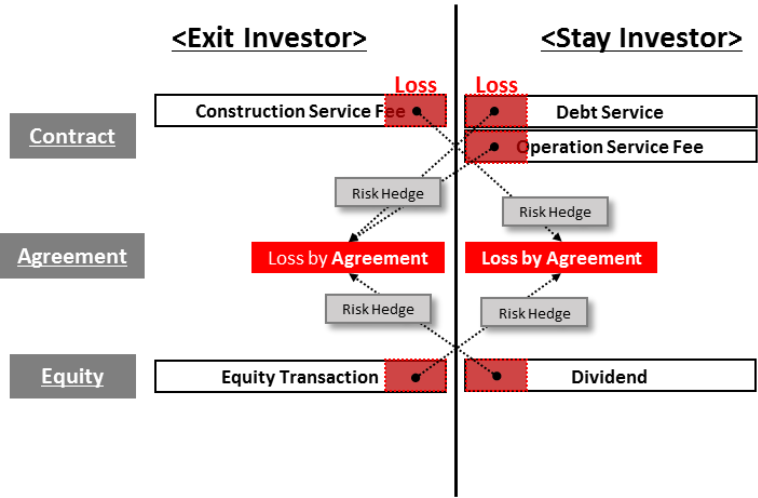 <Exit Investor>
<Stay Investor>
Loss
Loss
Construction Service Fee
Debt Service
Contract
Operation Service Fee
Risk Hedge
Risk Hedge
Agreement
Loss by Agreement
Loss by Agreement
Risk Hedge
Risk Hedge
Equity
Equity Transaction
Dividend